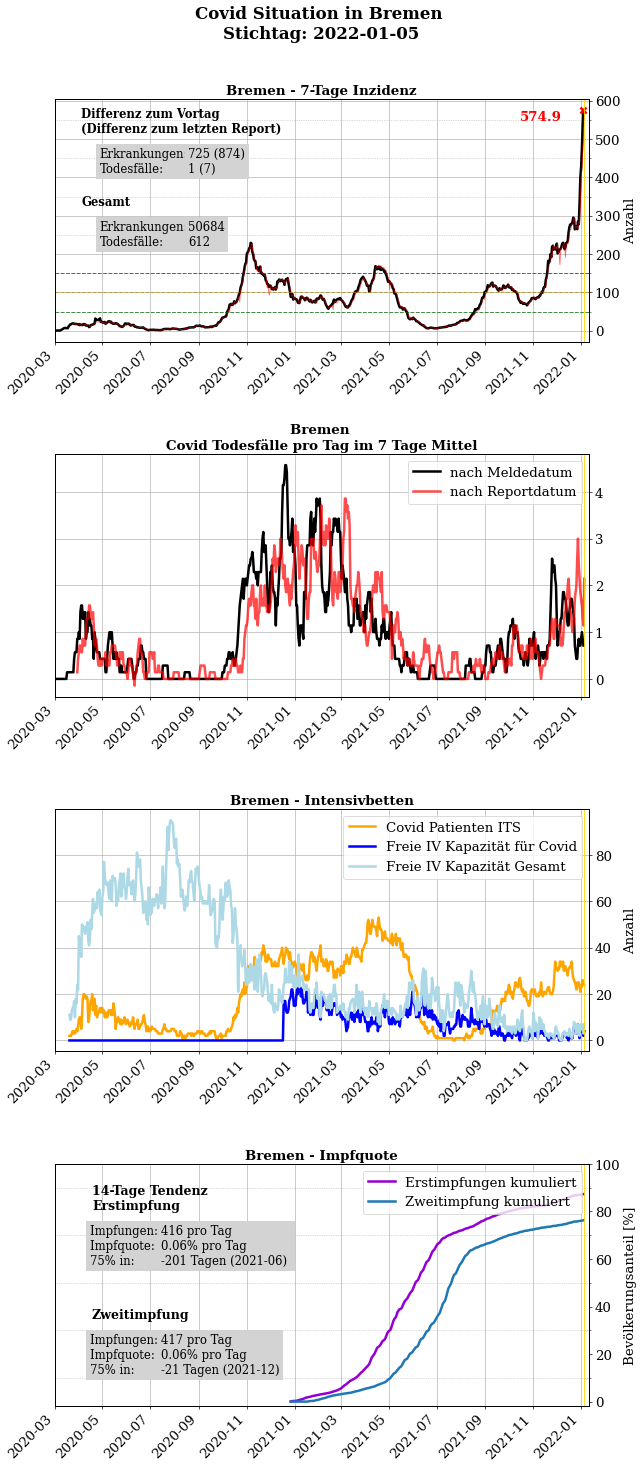 Covid Situation in Bremen
Stichtag: 2022-01-05
Bremen - 7-Tage Inzidenz
Differenz zum Vortag
(Differenz zum letzten Report)
Erkrankungen 725 (874)
Todesfälle: 1 (7)
Gesamt
Erkrankungen 50684
Todesfälle: 612
574.9
600
500
400
300
200
100
0
Anzahl
2020-03
2020-05
2020-07
2020-09
2020-11
2021-01
2021-03
2021-05
2021-07
2021-09
2021-11
2022-01
Bremen
Covid Todesfälle pro Tag im 7 Tage Mittel
nach Meldedatum
nach Reportdatum
4
3
2
1
0
2020-03
2020-05
2020-07
2020-09
2020-11
2021-01
2021-03
2021-05
2021-07
2021-09
2021-11
2022-01
Bremen - Intensivbetten
Covid Patienten ITS
Freie IV Kapazität für Covid
Freie IV Kapazität Gesamt
80
60
40
20
0
Anzahl
2020-03
2020-05
2020-07
2020-09
2020-11
2021-01
2021-03
2021-05
2021-07
2021-09
2021-11
2022-01
Bremen - Impfquote
14-Tage Tendenz
Erstimpfung
Impfungen: 416 pro Tag
Impfquote: 0.06% pro Tag
75% in: -201 Tagen (2021-06)
Zweitimpfung
Impfungen: 417 pro Tag
Impfquote: 0.06% pro Tag
75% in: -21 Tagen (2021-12)
Erstimpfungen kumuliert
Zweitimpfung kumuliert
100
80
60
40
20
0
Bevölkerungsanteil [%]
2020-03
2020-05
2020-07
2020-09
2020-11
2021-01
2021-03
2021-05
2021-07
2021-09
2021-11
2022-01